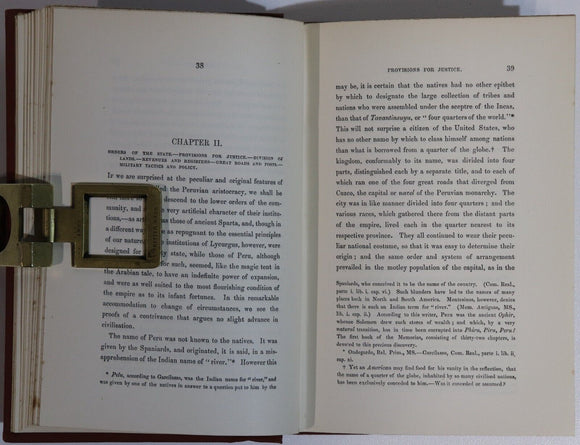 38
CHAPTER II.
ORDERS OF THE STATE.—PROVISIONS FOR JUSTICE.—DIVISION OF
LANDS.—REVENUES AND REGISTERS.—GREAT ROADS AND POSTS.—
MILITARY TACTICS AND POLICY.
IF we are surprised at the peculiar and original features of
called the Peruvian aristocracy, we shall be
descend to the lower orders of the com-
munity, and very artificial character of their institu-
tions,—as as those of ancient Sparta, and, though in
a different as repugnant to the essential principles
of our nature. institutions of Lycurgus, however, were
designed for state, while those of Peru, although
for such, seemed, like the magic tent in
the Arabian tale, to have an indefinite power of expansion,
and were as well suited to the most flourishing condition of
the empire as to its infant fortunes. In this remarkable
accommodation to change of circumstances, we see the
proofs of a contrivance that argues no slight advance in
civilisation.
The name of Peru was not known to the natives. It was
given by the Spaniards, and originated, it is said, in a mis-
apprehension of the Indian name of "river."* However this
* Pelu, according to Garcilasso, was the Indian name for "river," and
was given by one of the natives in answer to a question put to him by the
PROVISIONS FOR JUSTICE. 39
may be, it is certain that the natives had no other epithet
by which to designate the large collection of tribes and
nations who were assembled under the sceptre of the Incas,
than that of Tavantinsuyu, or "four quarters of the world."*
This will not surprise a citizen of the United States, who
has no other name by which to class himself among nations
than what is borrowed from a quarter of the globe.† The
kingdom, conformably to its name, was divided into four
parts, distinguished each by a separate title, and to each of
which ran one of the four great roads that diverged from
Cuzco, the capital or navel of the Peruvian monarchy. The
city was in like manner divided into four quarters; and the
various races, which gathered there from the distant parts
of the empire, lived each in the quarter nearest to its
respective province. They all continued to wear their pecu-
liar national costume, so that it was easy to determine their
origin; and the same order and system of arrangement
prevailed in the motley population of the capital, as in the
Spaniards, who conceived it to be the name of the country. (Com. Real,
parte i. lib. i. cap. vi.) Such blunders have led to the names of many
places both in North and South America. Montesinos, however, denies
that there is such an Indian term for "river." (Mem. Antiguas, MS.,
lib. i. cap. ii.) According to this writer, Peru was the ancient Ophir,
whence Solomon drew such stores of wealth; and which, by a very
natural transition, has in time been corrupted into Phiru, Piru, Peru!
The first book of the Memorias, consisting of thirty-two chapters, is
devoted to this precious discovery.
* Ondegardo, Rel. Prim., MS.—Garcilasso, Com. Real, parte i. lib. ii.
cap. xi.
† Yet an American may find food for his vanity in the reflection, that
the name of a quarter of the globe, inhabited by so many civilised nations,
has been exclusively conceded to him.—Was it conceded or assumed?